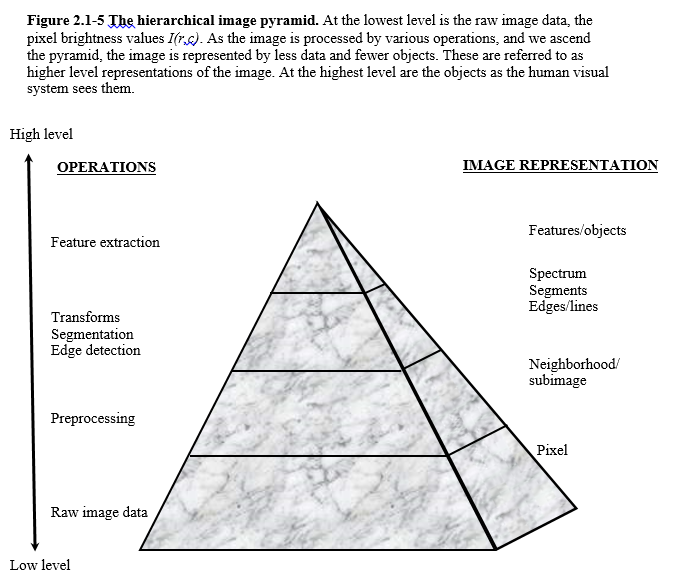 Figure 2.1-5 The hierarchical image pyramid. At the lowest level is the raw image data, the
pixel brightness values I(r,c). As the image is processed by various operations, and we ascend
the pyramid, the image is represented by less data and fewer objects. These are referred to as
higher level representations of the image. At the highest level are the objects as the human visual
system sees them.
High level
OPERATIONS
IMAGE REPRESENTATION
Feature extraction
Features/objects
Spectrum
Segments
Edges/lines
Transforms
Segmentation
Edge detection
Neighborhood/
subimage
Preprocessing
Pixel
Raw image data
Low level